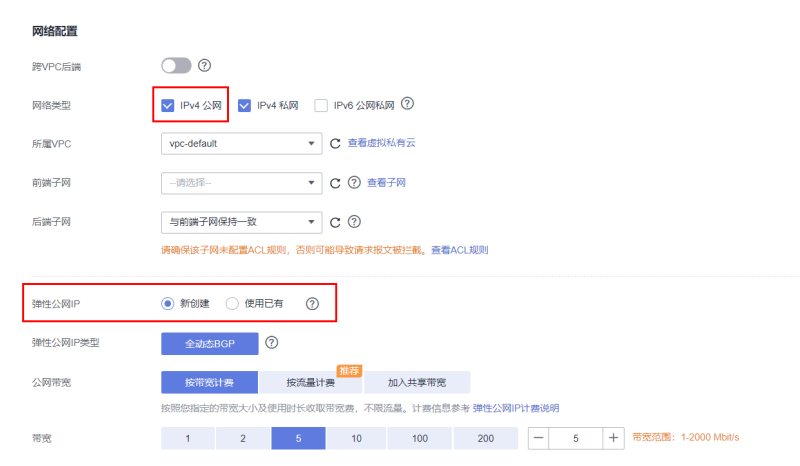 网络配置
跨VPC后端
网络类型 IPv4 公网 IPv4 私网 IPv6 公网私网
所属VPC vpc-default 查看虚拟私有云
前端子网 --请选择-- 查看子网
后端子网 与前端子网保持一致
请确保该子网未配置ACL规则，否则可能导致请求报文被拦截。查看ACL规则
弹性公网IP 新创建 使用已有
弹性公网IP类型 全动态BGP
推荐
公网带宽 按带宽计费 按流量计费 加入共享带宽
按照您指定的带宽大小及使用时长收取带宽费，不限流量。计费信息参考 弹性公网IP计费说明
带宽 1 2 5 10 100 200 — 5 + 带宽范围：1-2000 Mbit/s